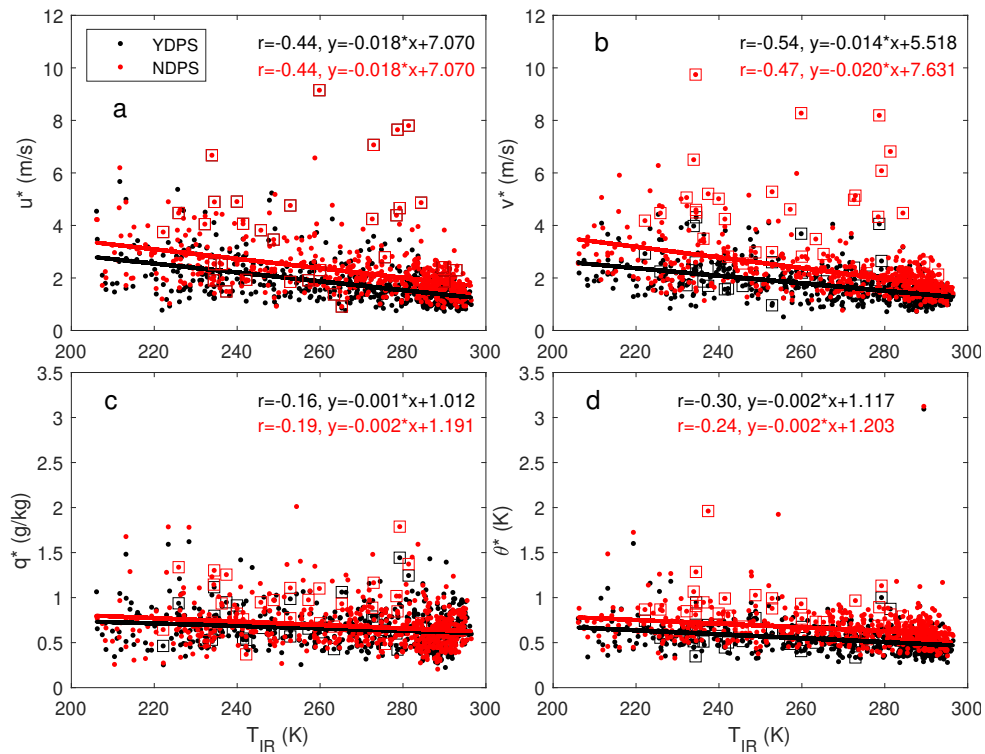 YDPS
NDPS
a
r=-0.44, y=-0.018*x+7.070
r=-0.44, y=-0.018*x+7.070
12
10
8
6
4
2
0
u* (m/s)
200 220 240 260 280 300
b
r=-0.54, y=-0.014*x+5.518
r=-0.47, y=-0.020*x+7.631
12
10
8
6
4
2
0
v* (m/s)
200 220 240 260 280 300
c
r=-0.16, y=-0.001*x+1.012
r=-0.19, y=-0.002*x+1.191
3.5
3
2.5
2
1.5
1
0.5
0
q* (g/kg)
200 220 240 260 280 300
T_IR (K)
d
r=-0.30, y=-0.002*x+1.117
r=-0.24, y=-0.002*x+1.203
3.5
3
2.5
2
1.5
1
0.5
0
θ* (K)
200 220 240 260 280 300
T_IR (K)